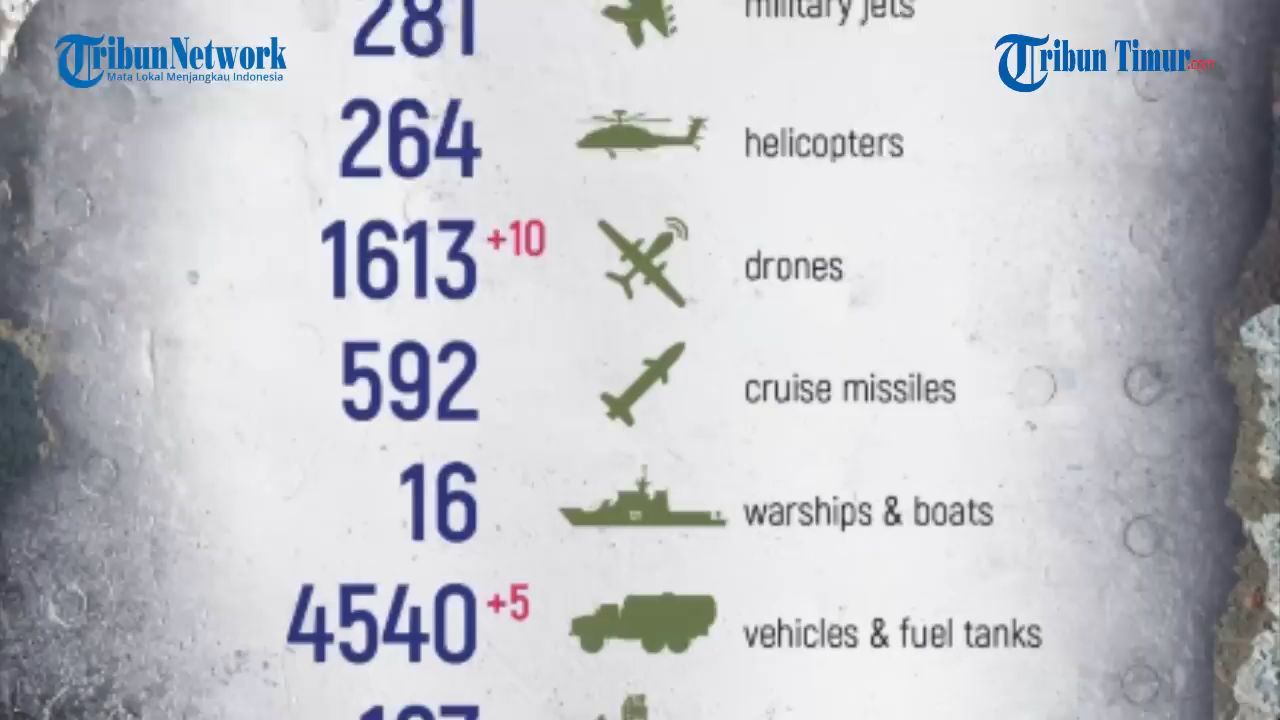 281 military jets
TribunNetwork
Mata Lokal Menjangkau Indonesia
Tribun Timur.com
264 helicopters
1613 +10 drones
592 cruise missiles
16 warships & boats
4540 +5 vehicles & fuel tanks